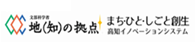 文部科学省
地(知)の拠点
まち・ひと・しごと創生
高知イノベーションシステム